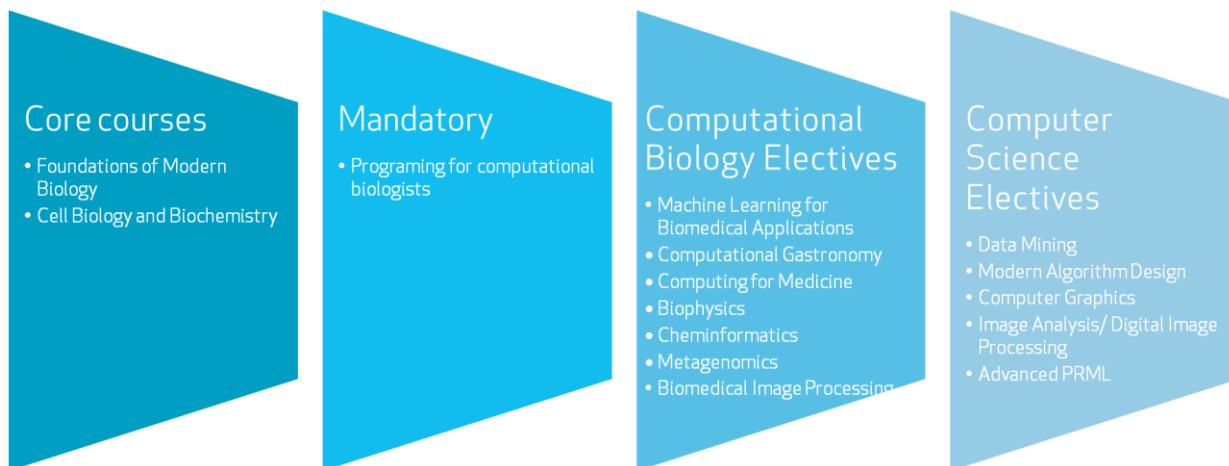 Core courses
• Foundations of Modern
Biology
• Cell Biology and Biochemistry
Mandatory
• Programing for computational
biologists
Computational
Biology Electives
• Machine Learning for
Biomedical Applications
• Computational Gastronomy
• Computing for Medicine
• Biophysics
• Cheminformatics
• Metagenomics
• Biomedical Image Processing
Computer
Science
Electives
• Data Mining
• Modern Algorithm Design
• Computer Graphics
• Image Analysis/ Digital Image
Processing
• Advanced PRML